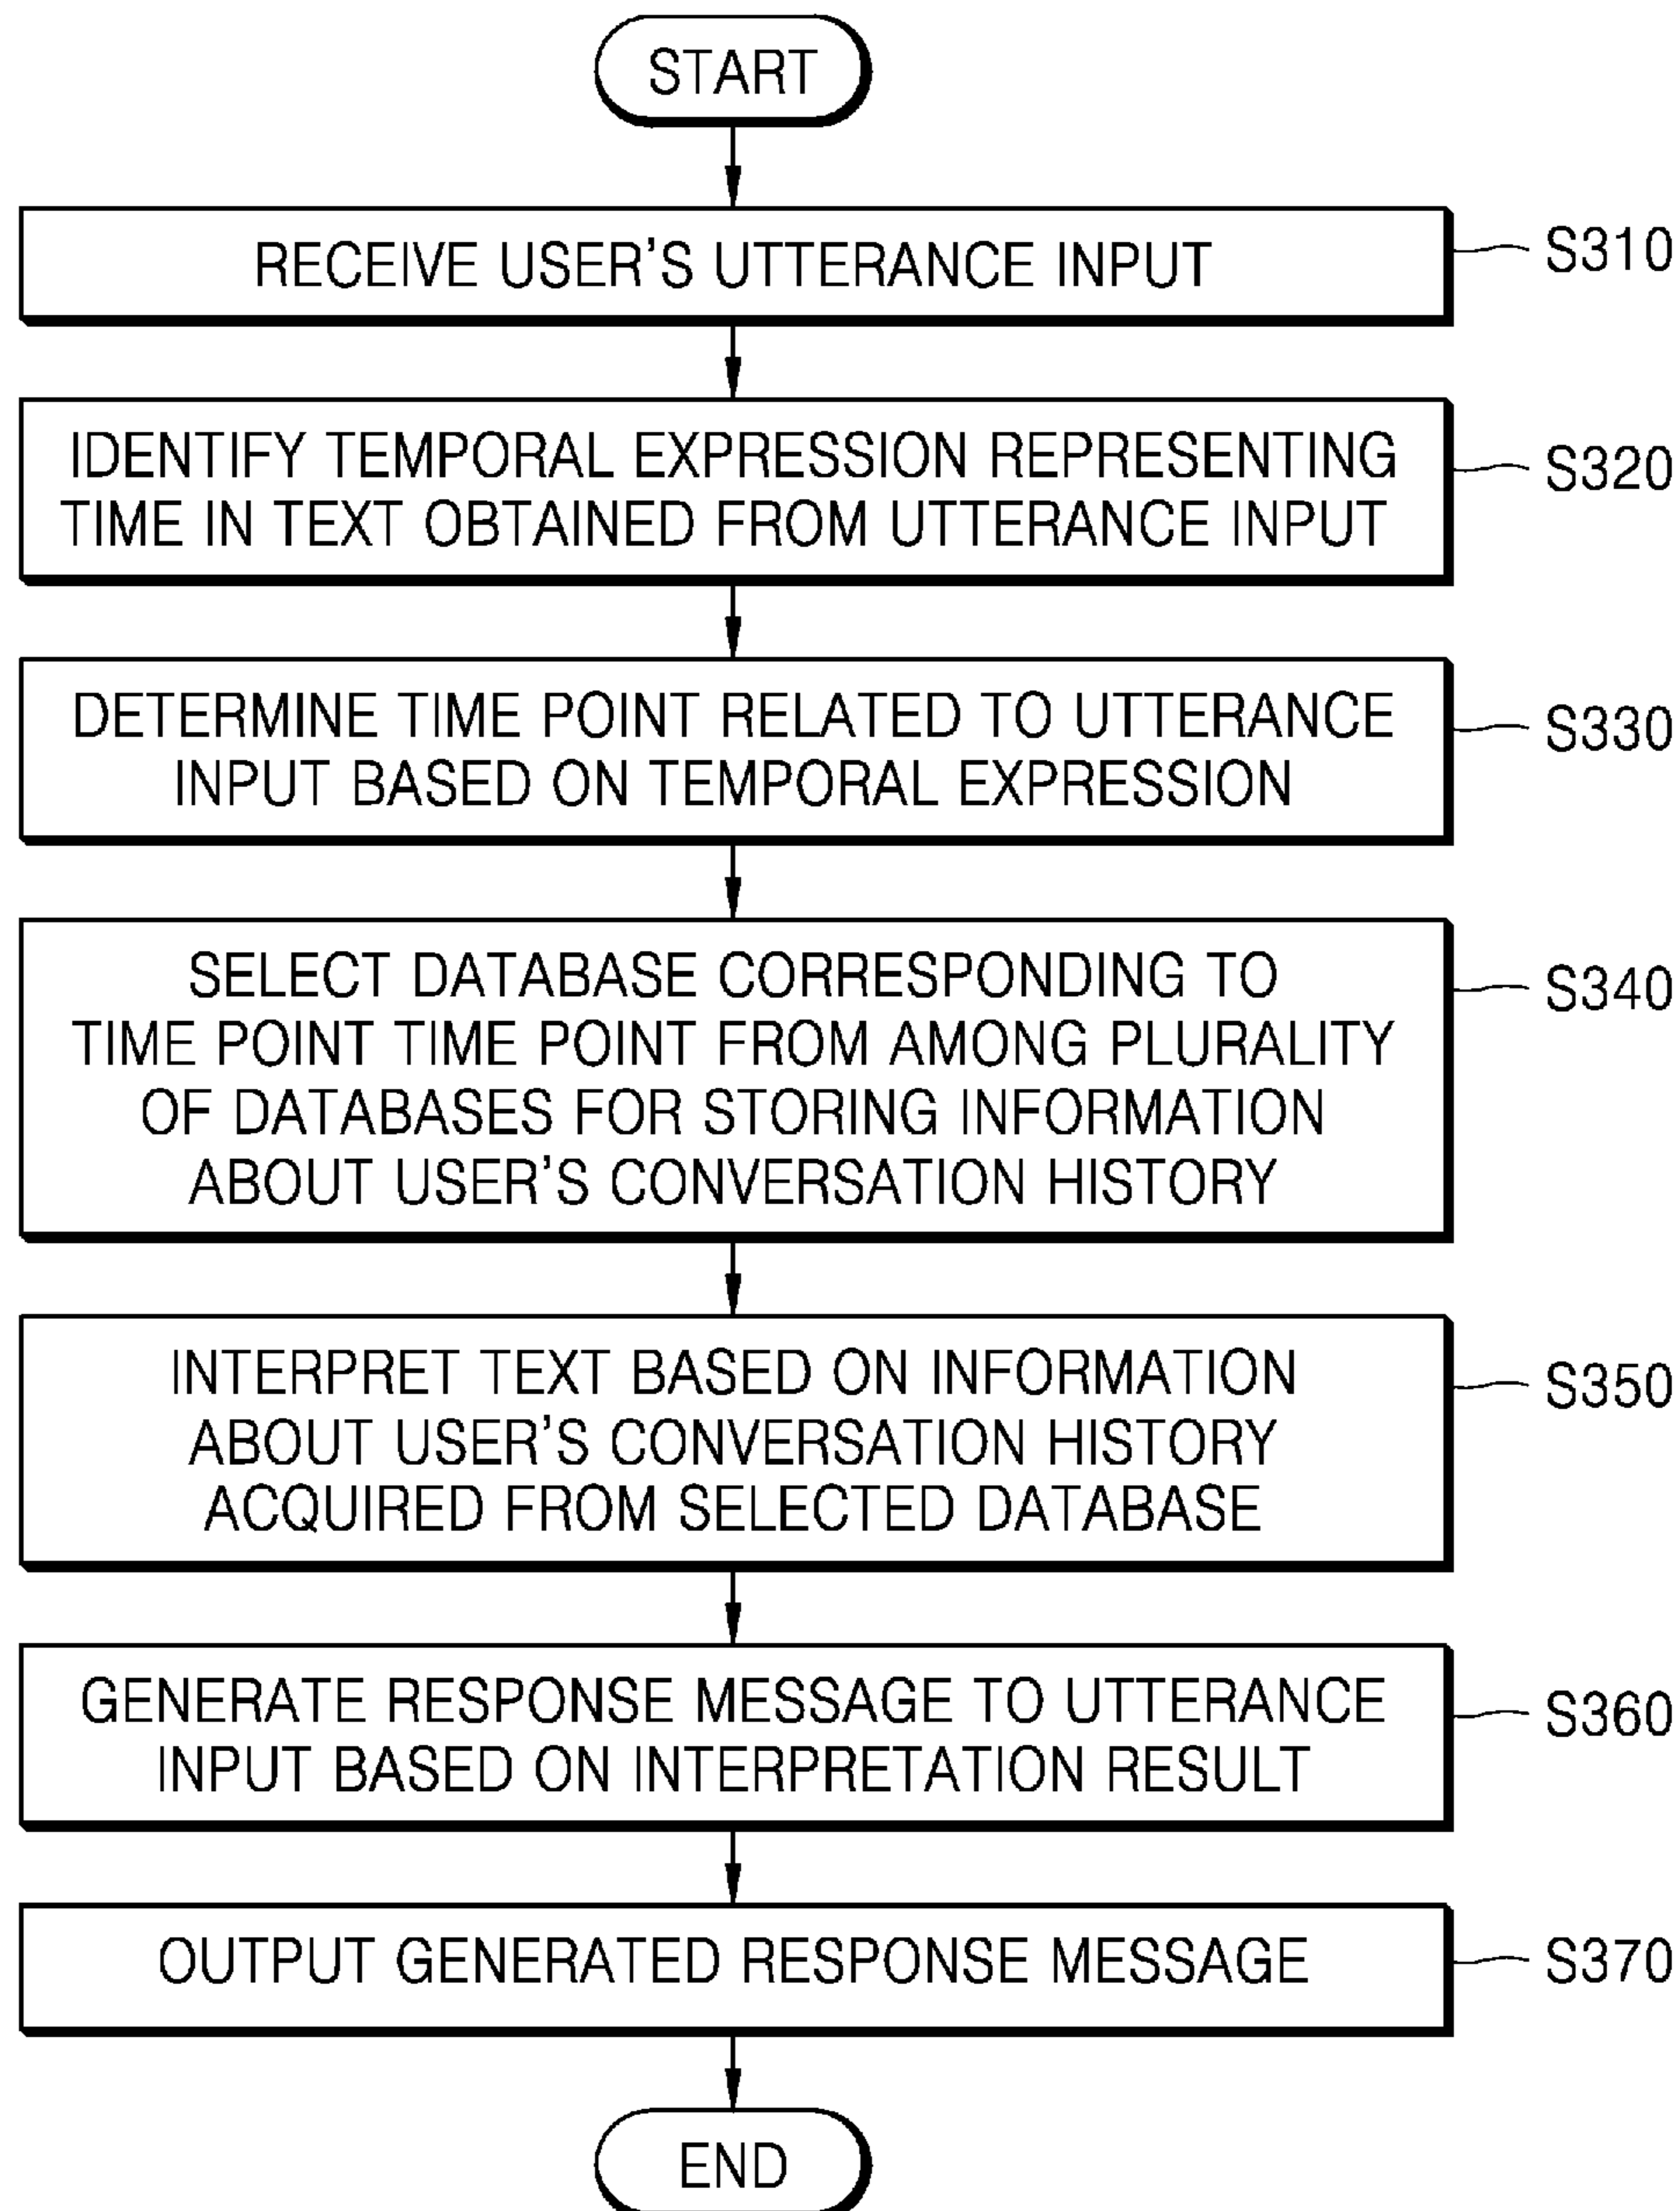 START
RECEIVE USER'S UTTERANCE INPUT
S310
IDENTIFY TEMPORAL EXPRESSION REPRESENTING
TIME IN TEXT OBTAINED FROM UTTERANCE INPUT
S320
DETERMINE TIME POINT RELATED TO UTTERANCE
INPUT BASED ON TEMPORAL EXPRESSION
S330
SELECT DATABASE CORRESPONDING TO
TIME POINT TIME POINT FROM AMONG PLURALITY
OF DATABASES FOR STORING INFORMATION
ABOUT USER'S CONVERSATION HISTORY
S340
INTERPRET TEXT BASED ON INFORMATION
ABOUT USER'S CONVERSATION HISTORY
ACQUIRED FROM SELECTED DATABASE
S350
GENERATE RESPONSE MESSAGE TO UTTERANCE
INPUT BASED ON INTERPRETATION RESULT
S360
OUTPUT GENERATED RESPONSE MESSAGE
S370
END